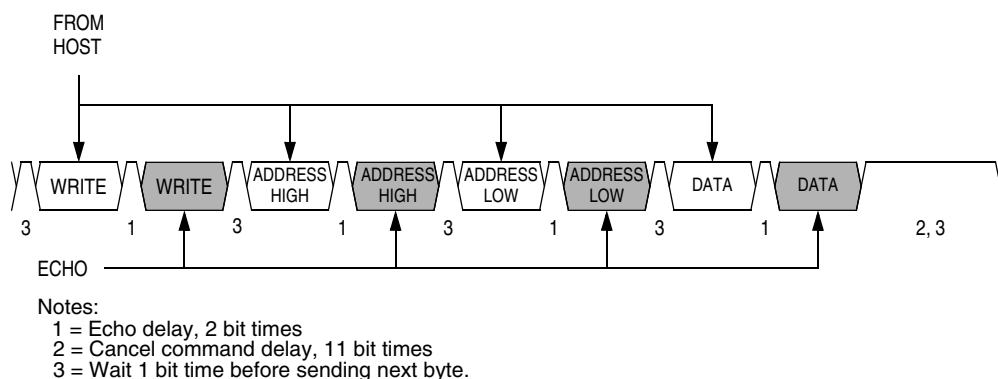 FROM
HOST
WRITE
WRITE
ADDRESS
HIGH
ADDRESS
HIGH
ADDRESS
LOW
ADDRESS
LOW
DATA
DATA
3 1 3 1 3 1 3 1 2, 3
ECHO
Notes:
1 = Echo delay, 2 bit times
2 = Cancel command delay, 11 bit times
3 = Wait 1 bit time before sending next byte.